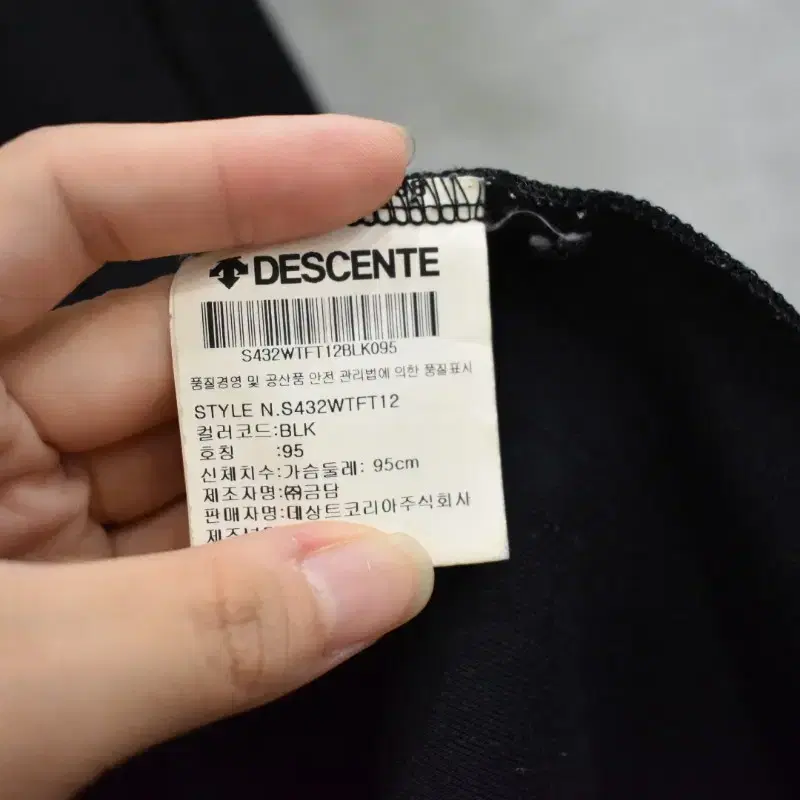 DESCENTE
S432WTFT12BLK095
품질경영 및 공산품 안전 관리법에 의한 품질표시
STYLE N.S432WTFT12
컬러코드:BLK
호칭 :95
신체치수:가슴둘레: 95cm
제조자명:㈜금담
판매자명:데상트코리아주식회사